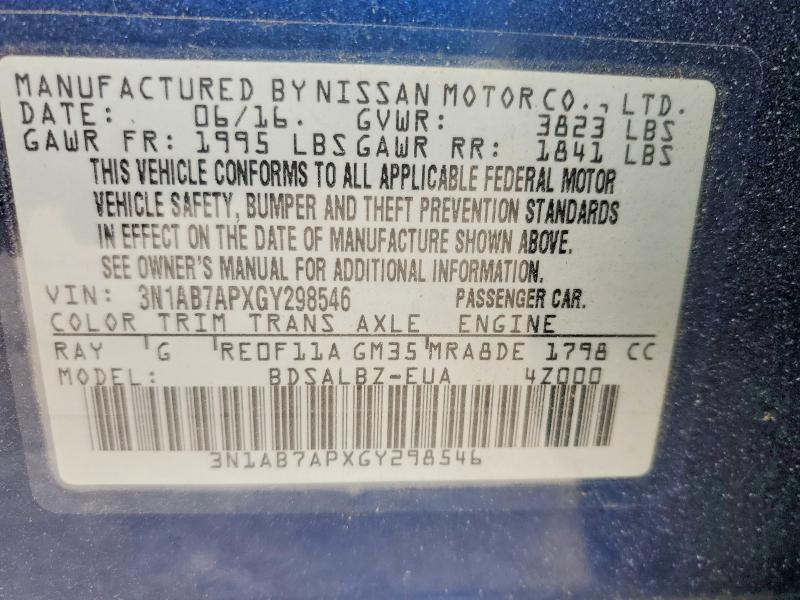 MANUFACTURED BY NISSAN MOTOR CO., LTD.
DATE: 06/16. GVWR: 3823 LBS
GAWR FR: 1995 LBS GAWR RR: 1841 LBS
THIS VEHICLE CONFORMS TO ALL APPLICABLE FEDERAL MOTOR
VEHICLE SAFETY, BUMPER AND THEFT PREVENTION STANDARDS
IN EFFECT ON THE DATE OF MANUFACTURE SHOWN ABOVE.
SEE OWNER'S MANUAL FOR ADDITIONAL INFORMATION.
VIN: 3N1AB7APXGY298546 PASSENGER CAR.
COLOR TRIM TRANS AXLE ENGINE
RAY G RE0F11A GM35 MRA8DE 1798 CC
MODEL: BDSALBZ-EUA 4Z000
3N1AB7APXGY298546